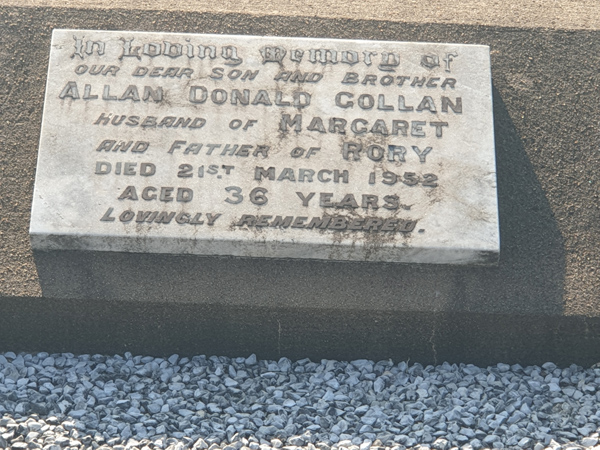 In Loving memory of
OUR DEAR SON AND BROTHER
ALLAN DONALD GOLLAN
HUSBAND OF MARGARET
AND FATHER OF RORY
DIED 21ST. MARCH 1952
AGED 36 YEARS.
LOVINGLY REMEMBERED.